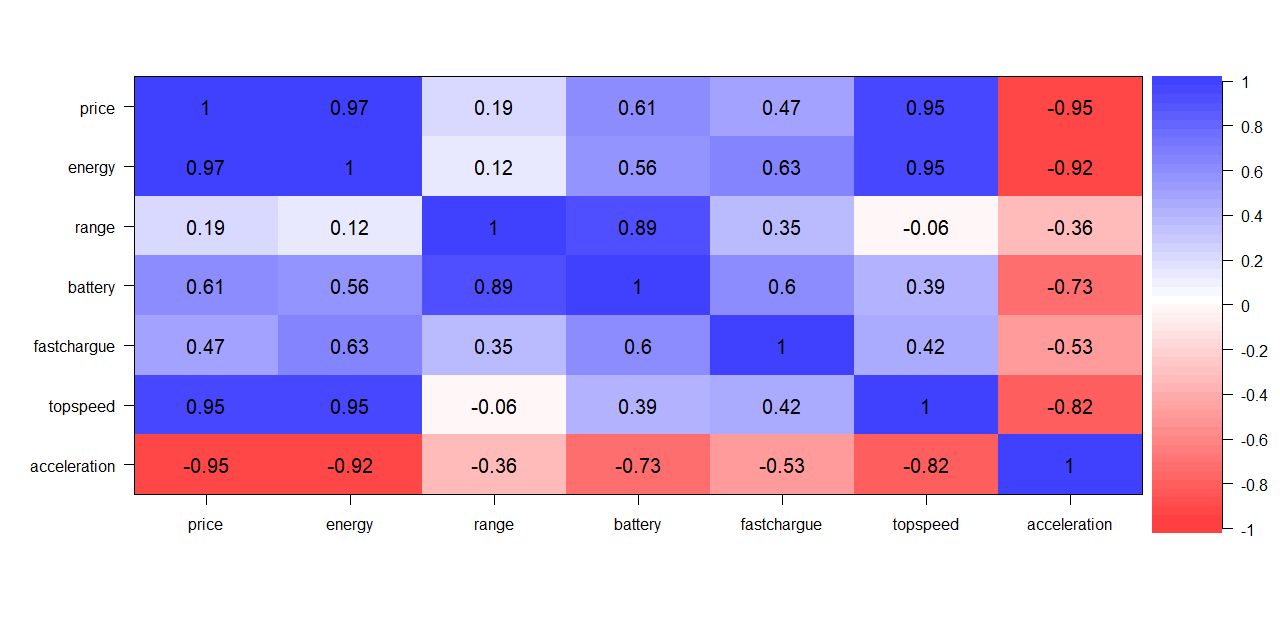 price 1 0.97 0.19 0.61 0.47 0.95 -0.95
energy 0.97 1 0.12 0.56 0.63 0.95 -0.92
range 0.19 0.12 1 0.89 0.35 -0.06 -0.36
battery 0.61 0.56 0.89 1 0.6 0.39 -0.73
fastchargue 0.47 0.63 0.35 0.6 1 0.42 -0.53
topspeed 0.95 0.95 -0.06 0.39 0.42 1 -0.82
acceleration -0.95 -0.92 -0.36 -0.73 -0.53 -0.82 1
price energy range battery fastchargue topspeed acceleration
1
0.8
0.6
0.4
0.2
0
-0.2
-0.4
-0.6
-0.8
-1